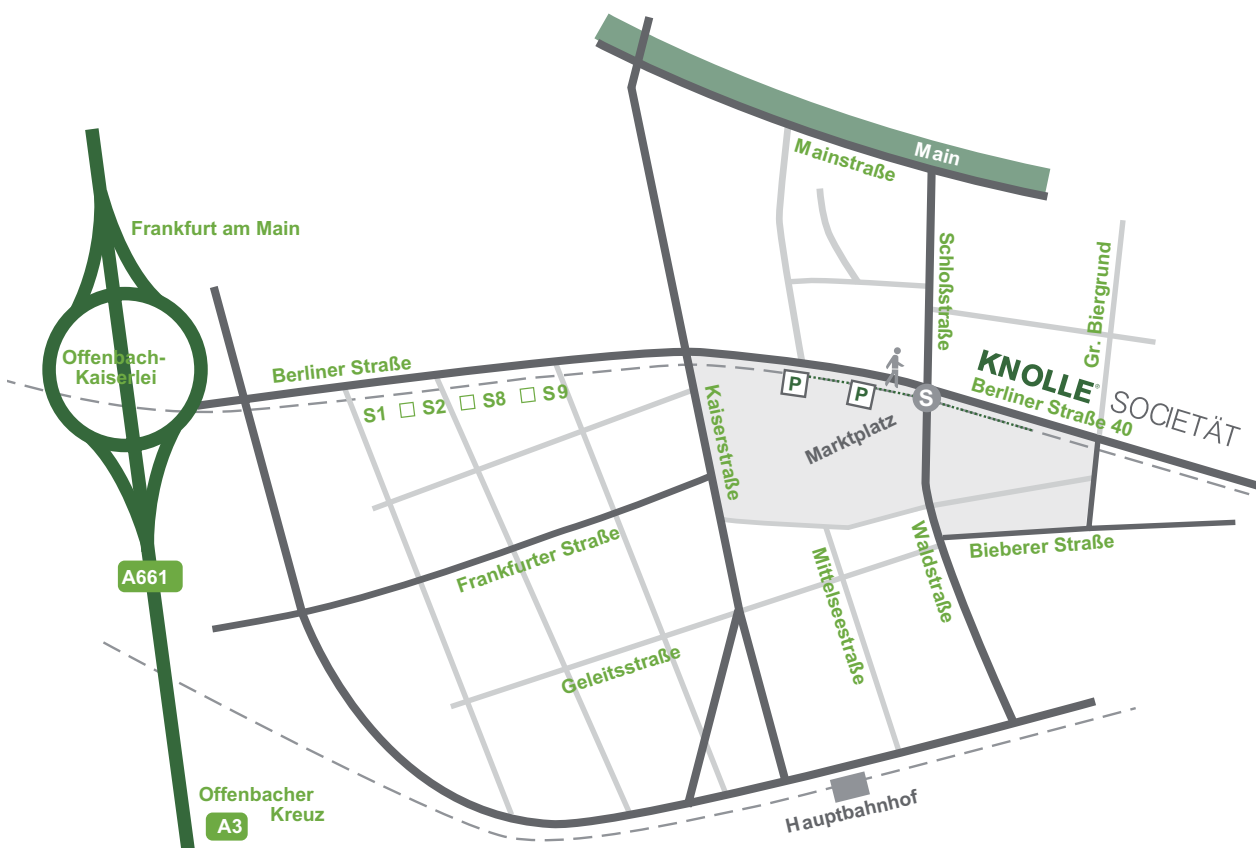 Main
Mainstraße
Frankfurt am Main
Schloßstraße
Gr. Biergrund
Offenbach-
Kaiserlei
Berliner Straße
KNOLLE®
SOCIETÄT
Berliner Straße 40
P
P
S
S1 □ S2 □ S8 □ S9
Kaiserstraße
Marktplatz
Frankfurter Straße
Waldstraße
Bieberer Straße
Mittelseestraße
A661
Geleitsstraße
Offenbacher
Kreuz
A3
Hauptbahnhof